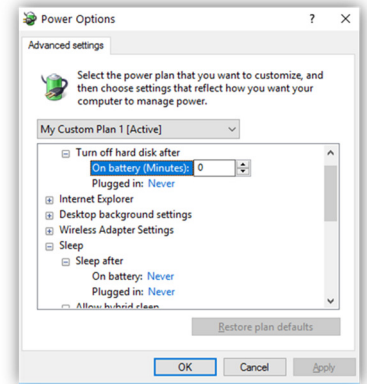 Power Options
Advanced settings
Select the power plan that you want to customize, and
then choose settings that reflect how you want your
computer to manage power.
My Custom Plan 1 [Active]
Turn off hard disk after
On battery (Minutes): 0
Plugged in: Never
Internet Explorer
Desktop background settings
Wireless Adapter Settings
Sleep
Sleep after
On battery: Never
Plugged in: Never
Allow hybrid sleep
Restore plan defaults
OK Cancel Apply